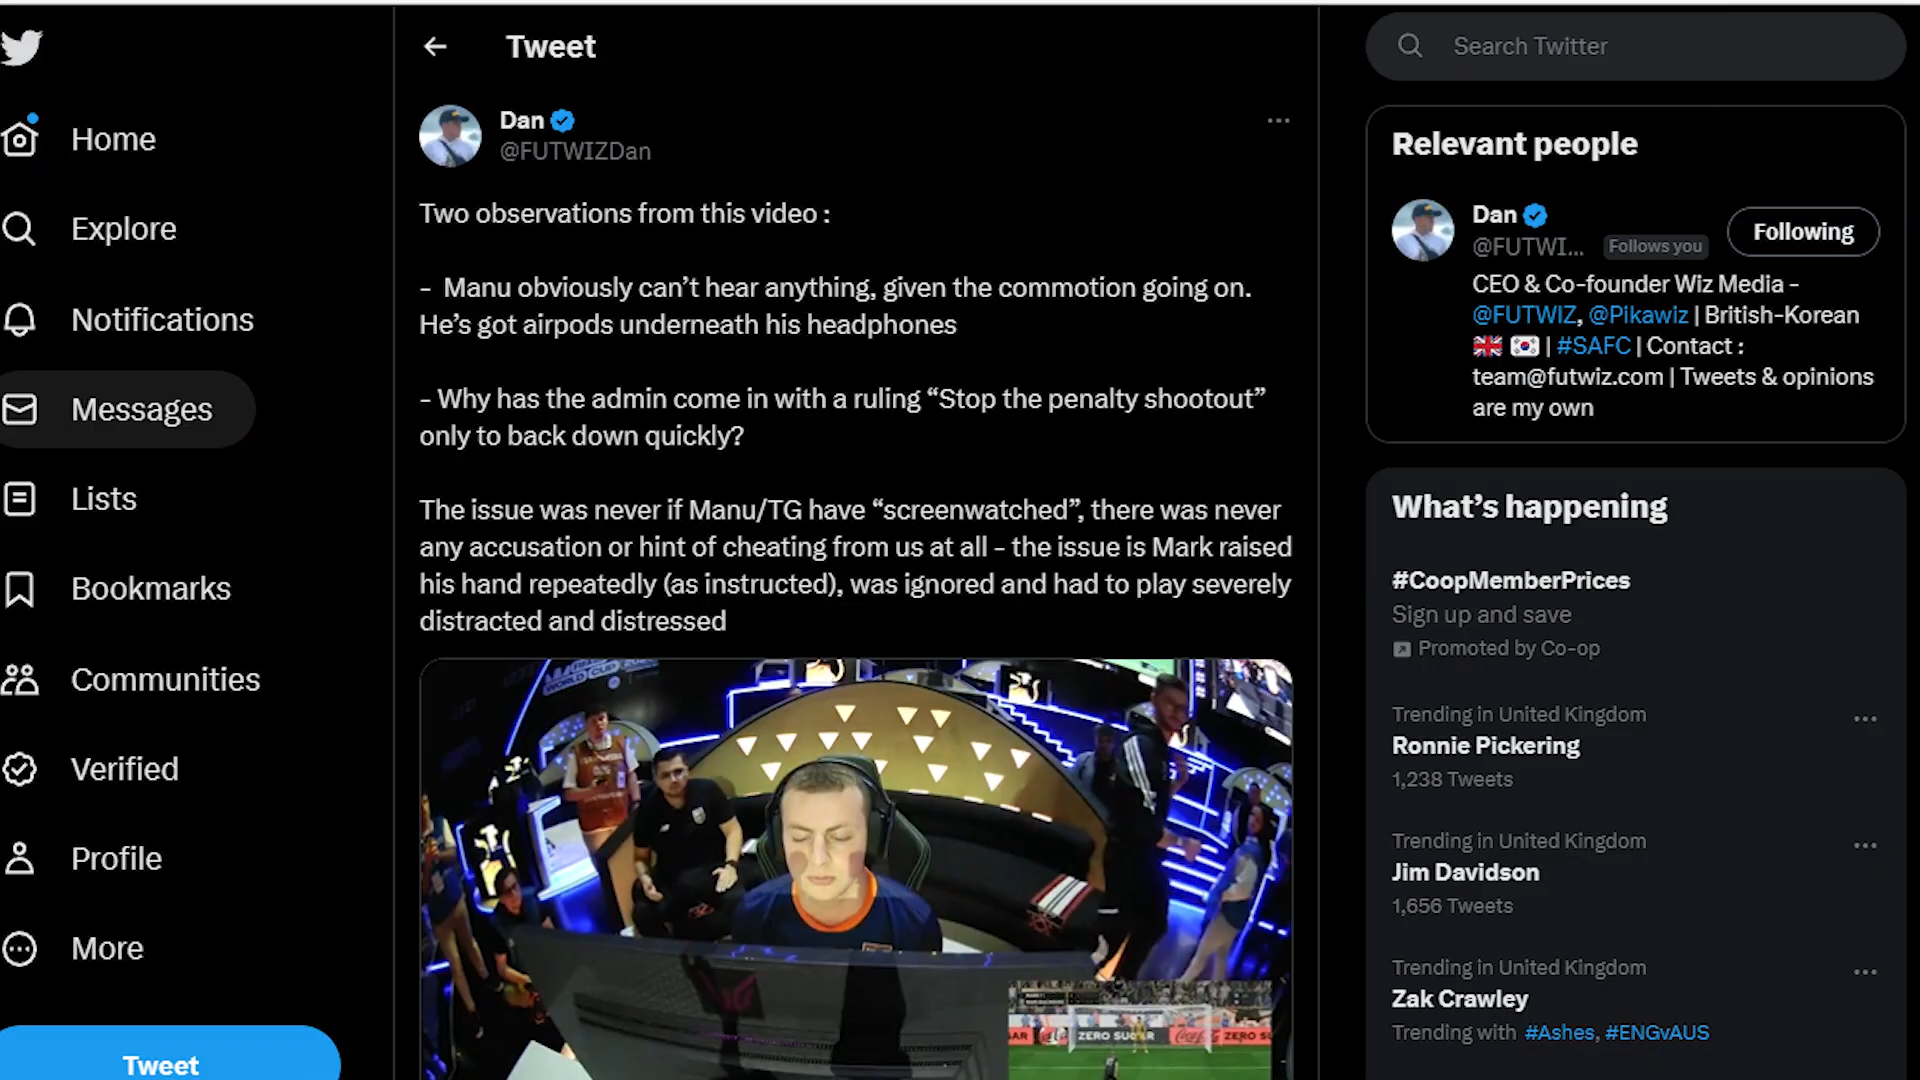 Home
Explore
Notifications
Messages
Lists
Bookmarks
Communities
Verified
Profile
More
Tweet
Tweet
Dan
@FUTWIZDan
Two observations from this video :
- Manu obviously can’t hear anything, given the commotion going on.
He’s got airpods underneath his headphones
- Why has the admin come in with a ruling “Stop the penalty shootout”
only to back down quickly?
The issue was never if Manu/TG have “screenwatched”, there was never
any accusation or hint of cheating from us at all - the issue is Mark raised
his hand repeatedly (as instructed), was ignored and had to play severely
distracted and distressed
WORLD CUP
ZERO SUGAR
Coca-Cola
ZERO SU
Search Twitter
Relevant people
Dan
@FUTWI... Follows you
Following
CEO & Co-founder Wiz Media -
@FUTWIZ, @Pikawiz | British-Korean
🇬🇧 🇰🇷 | #SAFC | Contact :
team@futwiz.com | Tweets & opinions
are my own
What’s happening
#CoopMemberPrices
Sign up and save
Promoted by Co-op
Trending in United Kingdom
Ronnie Pickering
1,238 Tweets
Trending in United Kingdom
Jim Davidson
1,656 Tweets
Trending in United Kingdom
Zak Crawley
Trending with #Ashes, #ENGvAUS